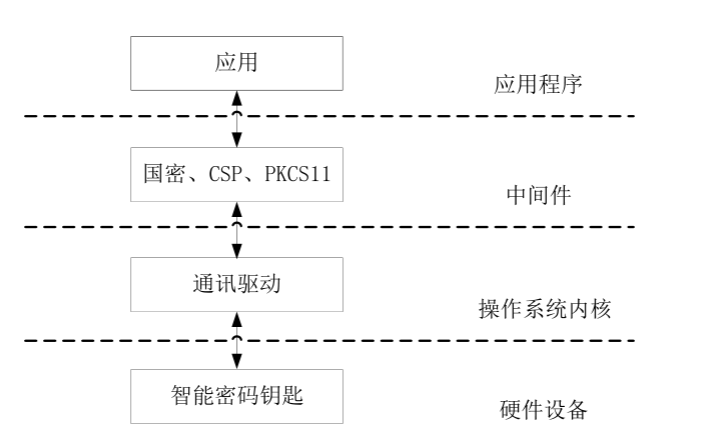 应用
应用程序
国密、CSP、PKCS11
中间件
通讯驱动
操作系统内核
智能密码钥匙
硬件设备